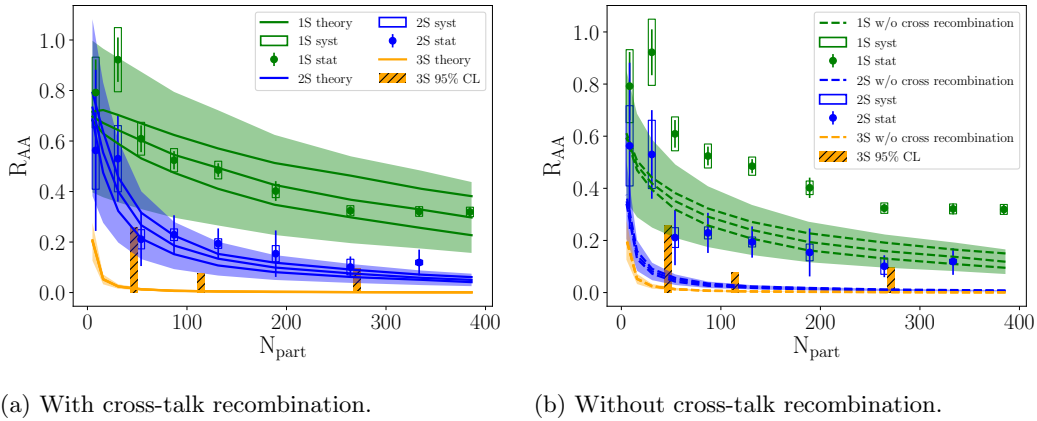 1S theory
1S syst
1S stat
2S theory
2S syst
2S stat
3S theory
3S 95% CL
R_AA
1.0
0.8
0.6
0.4
0.2
0.0
0
100
200
300
400
N_part
(a) With cross-talk recombination.
1S w/o cross recombination
1S syst
1S stat
2S w/o cross recombination
2S syst
2S stat
3S w/o cross recombination
3S 95% CL
R_AA
1.0
0.8
0.6
0.4
0.2
0.0
0
100
200
300
400
N_part
(b) Without cross-talk recombination.